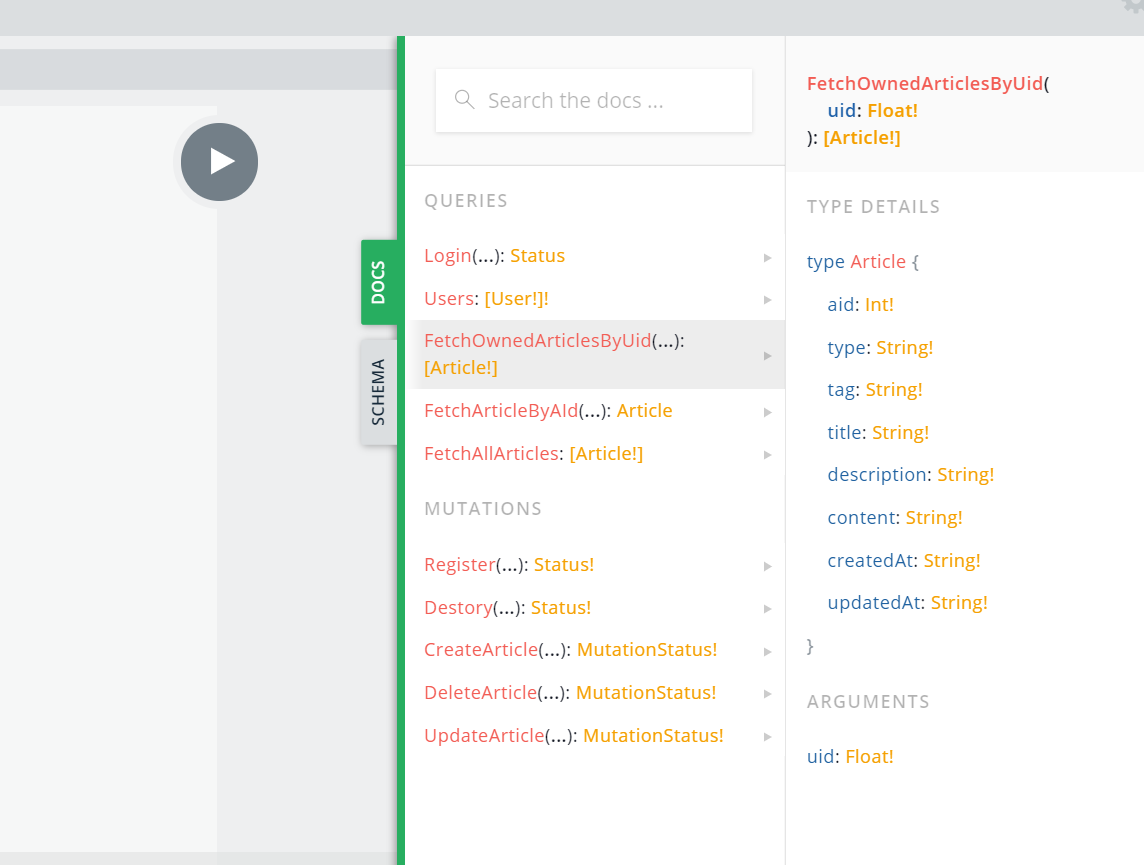 DOCS
SCHEMA
Search the docs ...
QUERIES
Login(...): Status
Users: [User!]!
FetchOwnedArticlesByUid(...):
[Article!]
FetchArticleByAId(...): Article
FetchAllArticles: [Article!]
MUTATIONS
Register(...): Status!
Destory(...): Status!
CreateArticle(...): MutationStatus!
DeleteArticle(...): MutationStatus!
UpdateArticle(...): MutationStatus!
FetchOwnedArticlesByUid(
uid: Float!
): [Article!]
TYPE DETAILS
type Article {
aid: Int!
type: String!
tag: String!
title: String!
description: String!
content: String!
createdAt: String!
updatedAt: String!
}
ARGUMENTS
uid: Float!